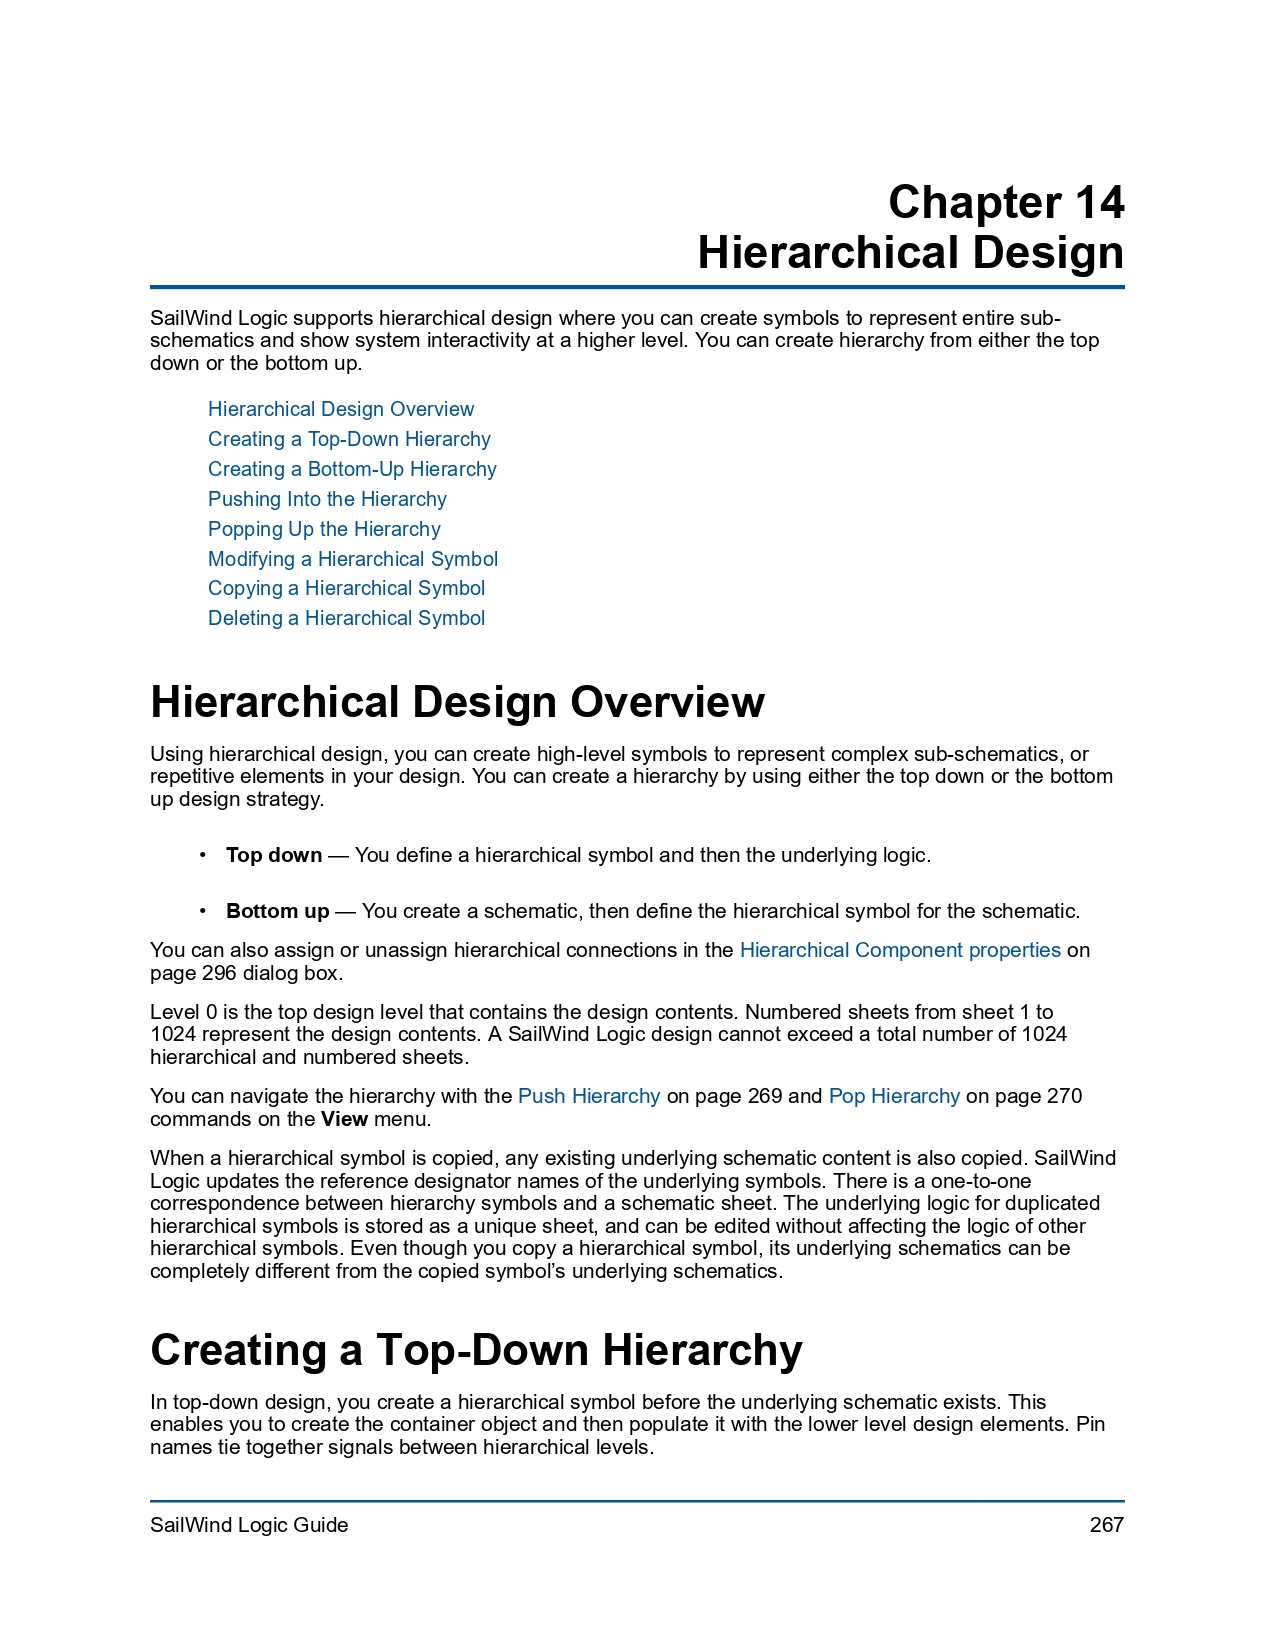 Chapter 14
Hierarchical Design
SailWind Logic supports hierarchical design where you can create symbols to represent entire sub-
schematics and show system interactivity at a higher level. You can create hierarchy from either the top
down or the bottom up.
Hierarchical Design Overview
Creating a Top-Down Hierarchy
Creating a Bottom-Up Hierarchy
Pushing Into the Hierarchy
Popping Up the Hierarchy
Modifying a Hierarchical Symbol
Copying a Hierarchical Symbol
Deleting a Hierarchical Symbol
Hierarchical Design Overview
Using hierarchical design, you can create high-level symbols to represent complex sub-schematics, or
repetitive elements in your design. You can create a hierarchy by using either the top down or the bottom
up design strategy.
• Top down — You define a hierarchical symbol and then the underlying logic.
• Bottom up — You create a schematic, then define the hierarchical symbol for the schematic.
You can also assign or unassign hierarchical connections in the Hierarchical Component properties on
page 296 dialog box.
Level 0 is the top design level that contains the design contents. Numbered sheets from sheet 1 to
1024 represent the design contents. A SailWind Logic design cannot exceed a total number of 1024
hierarchical and numbered sheets.
You can navigate the hierarchy with the Push Hierarchy on page 269 and Pop Hierarchy on page 270
commands on the View menu.
When a hierarchical symbol is copied, any existing underlying schematic content is also copied. SailWind
Logic updates the reference designator names of the underlying symbols. There is a one-to-one
correspondence between hierarchy symbols and a schematic sheet. The underlying logic for duplicated
hierarchical symbols is stored as a unique sheet, and can be edited without affecting the logic of other
hierarchical symbols. Even though you copy a hierarchical symbol, its underlying schematics can be
completely different from the copied symbol’s underlying schematics.
Creating a Top-Down Hierarchy
In top-down design, you create a hierarchical symbol before the underlying schematic exists. This
enables you to create the container object and then populate it with the lower level design elements. Pin
names tie together signals between hierarchical levels.
SailWind Logic Guide
267